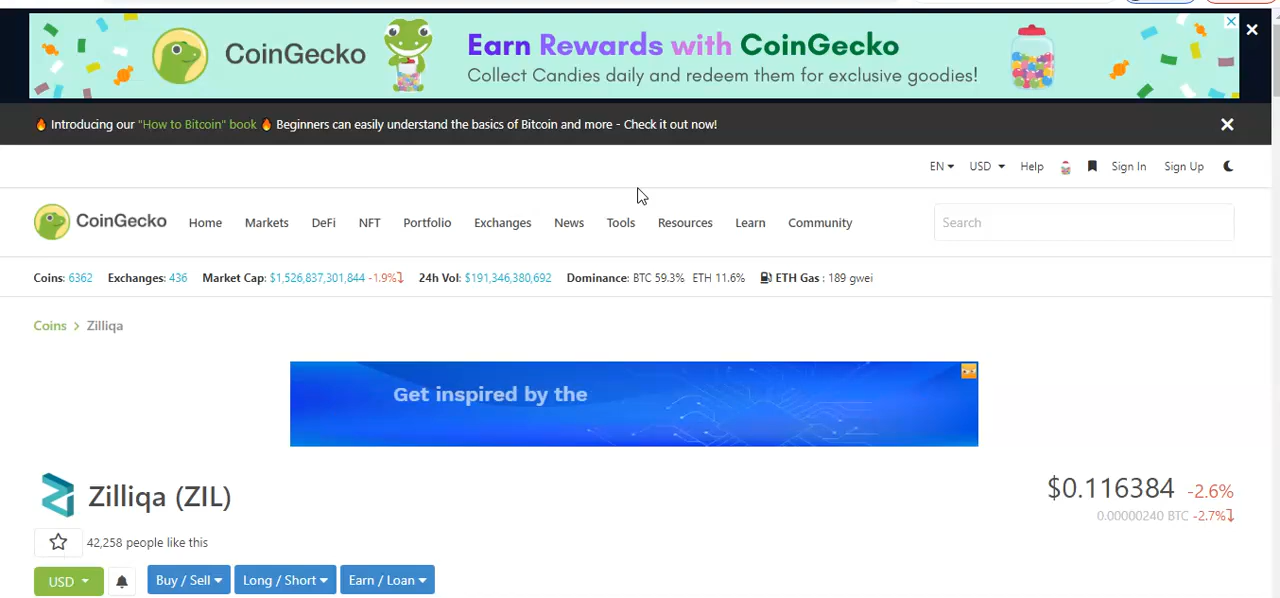 CoinGecko
Earn Rewards with CoinGecko
Collect Candies daily and redeem them for exclusive goodies!
Introducing our "How to Bitcoin" book Beginners can easily understand the basics of Bitcoin and more - Check it out now!
EN USD Help Sign In Sign Up
CoinGecko Home Markets DeFi NFT Portfolio Exchanges News Tools Resources Learn Community Search
Coins: 6362 Exchanges: 436 Market Cap: $1,526,837,301,844 -1.9% 24h Vol: $191,346,380,692 Dominance: BTC 59.3% ETH 11.6% ETH Gas : 189 gwei
Coins > Zilliqa
Get inspired by the
Zilliqa (ZIL)
$0.116384 -2.6%
0.00000240 BTC -2.7%
42,258 people like this
USD Buy / Sell Long / Short Earn / Loan